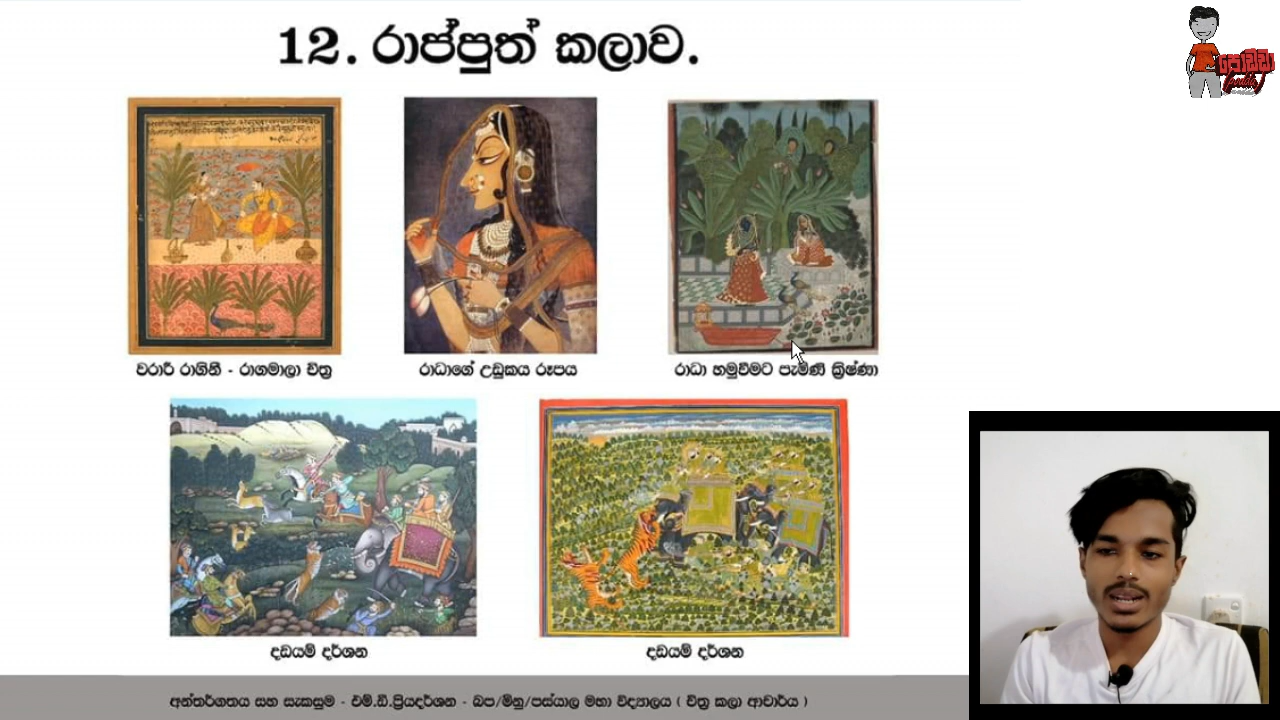 12. රාජ්පුත් කලාව.
පොඩ්ඩා
වරාරි රාගිනී - රාගමාලා චිත්‍ර
රාධාගේ උඩුකය රූපය
රාධා හමුවීමට පැමිණි ක්‍රිෂ්ණා
දඩයම් දර්ශන
දඩයම් දර්ශන
අන්තර්ගතය සහ සැකසුම - එම්.ඩී.ප්‍රියදර්ශන - බප/මිනු/පස්යාල මහා විද්‍යාලය ( චිත්‍ර කලා ආචාර්ය )